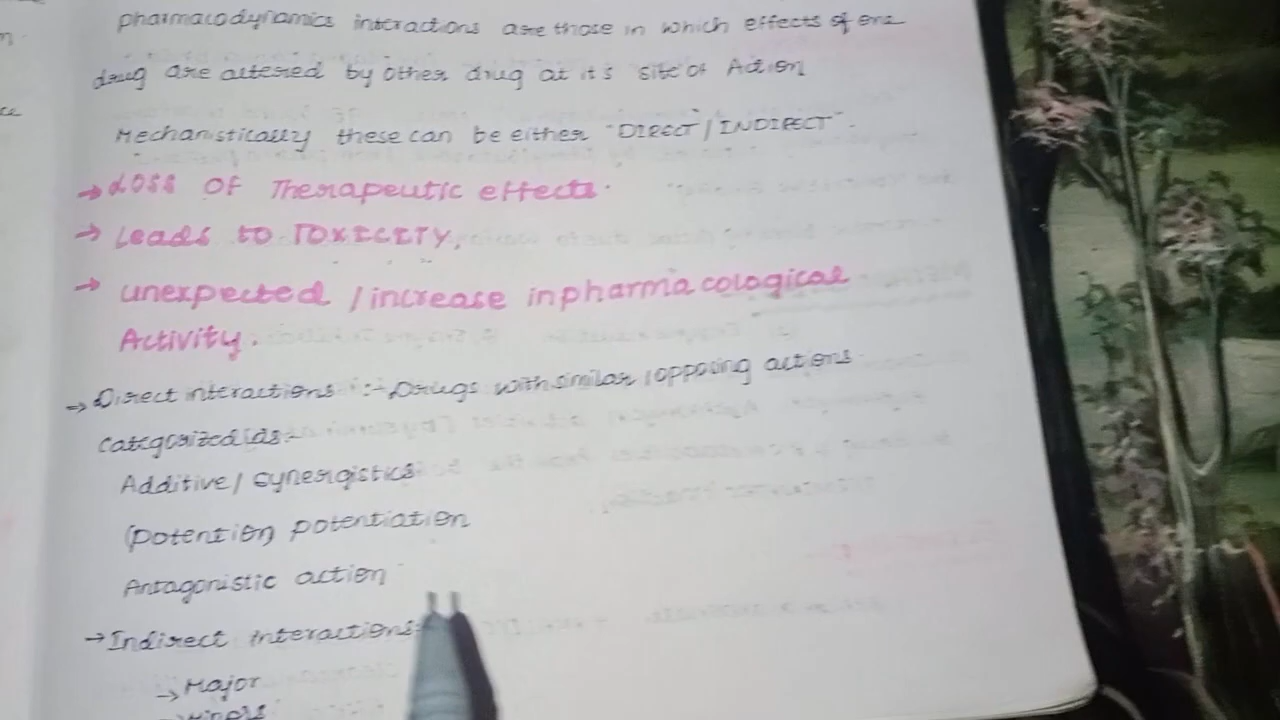 pharmacodynamics interactions are those in which effects of one
drug are altered by other drug at its site of Action
Mechanistically these can be either "DIRECT/INDIRECT".
→ LOSS OF Therapeutic effects.
→ Leads to TOXICITY.
→ unexpected / increase in pharmacological
Activity.
→ Direct interactions :- Drugs with similar / opposing actions
categorized as-
Additive / synergistics
(potention) potentiation
Antagonistic action
→ Indirect interactions
→ Major